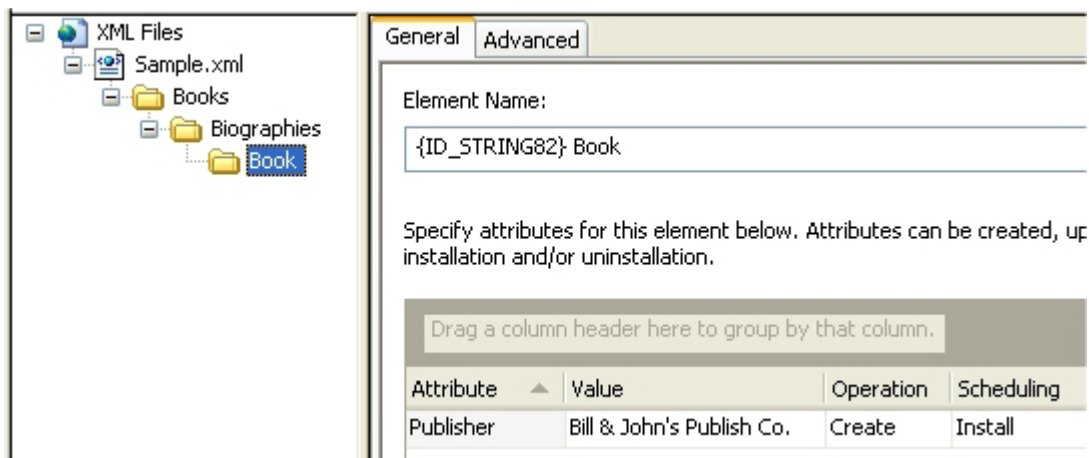 XML Files
Sample.xml
Books
Biographies
Book
General Advanced
Element Name:
{ID_STRING82} Book
Specify attributes for this element below. Attributes can be created, up
installation and/or uninstallation.
Drag a column header here to group by that column.
Attribute Value Operation Scheduling
Publisher Bill & John's Publish Co. Create Install